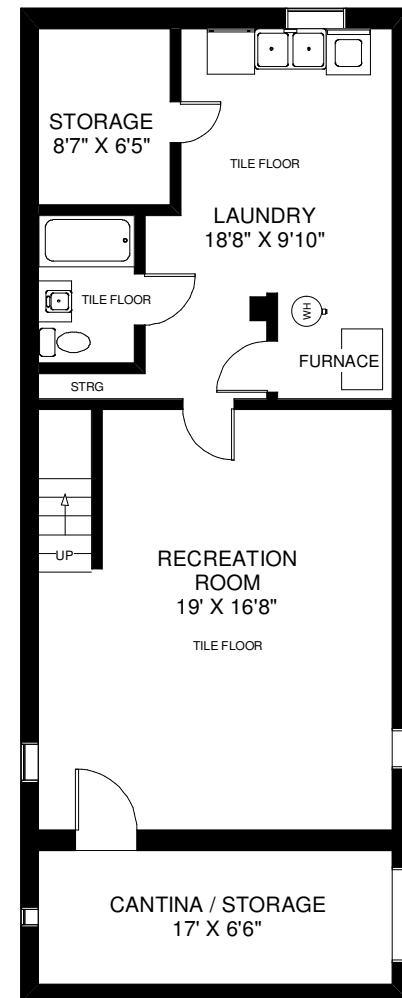 STORAGE
8'7" X 6'5"
TILE FLOOR
LAUNDRY
18'8" X 9'10"
TILE FLOOR
WH
FURNACE
STRG
UP
RECREATION
ROOM
19' X 16'8"
TILE FLOOR
CANTINA / STORAGE
17' X 6'6"